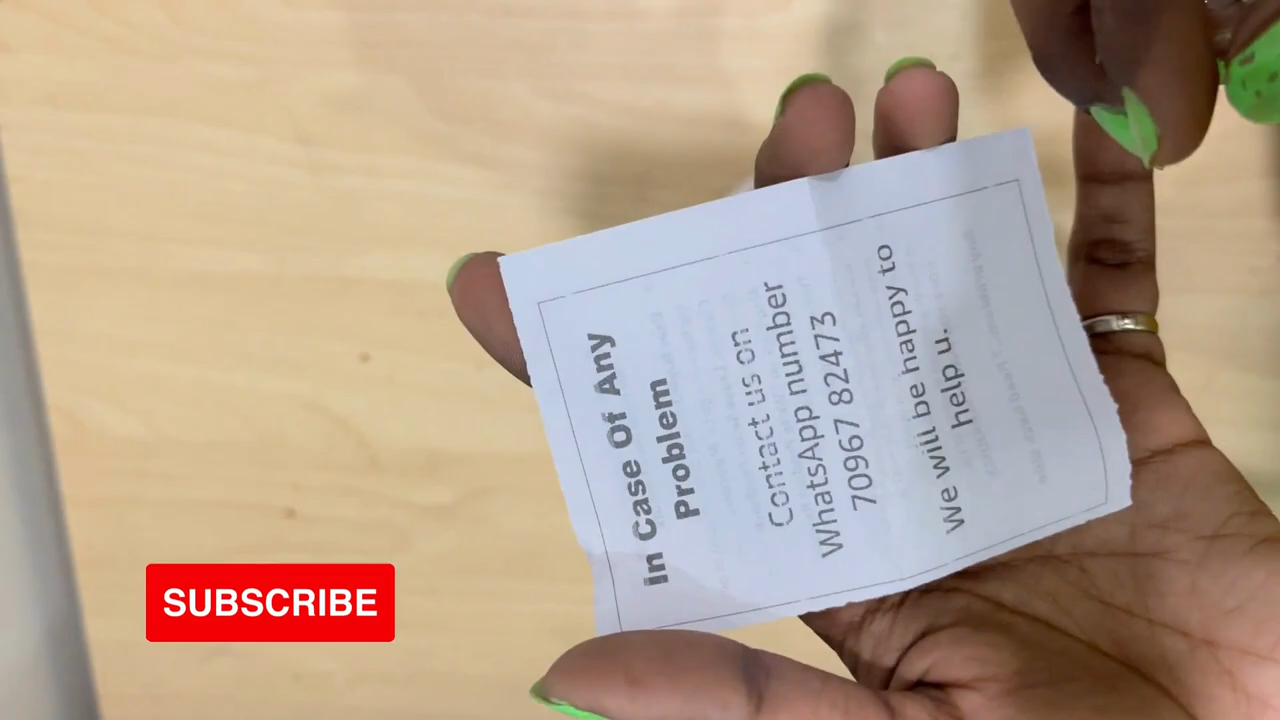 In Case Of Any
Problem
Contact us on
WhatsApp number
70967 82473
We will be happy to
help u.
SUBSCRIBE